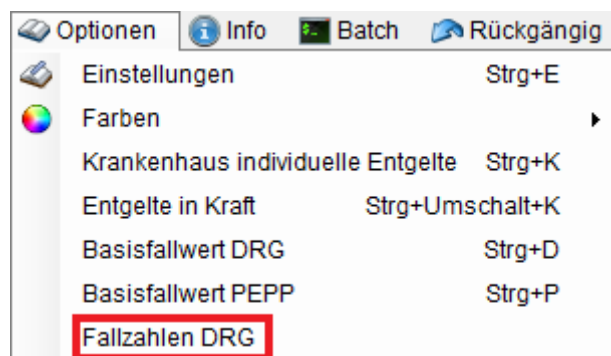 Optionen Info Batch Rückgängig
Einstellungen Strg+E
Farben
Krankenhaus individuelle Entgelte Strg+K
Entgelte in Kraft Strg+Umschalt+K
Basisfallwert DRG Strg+D
Basisfallwert PEPP Strg+P
Fallzahlen DRG